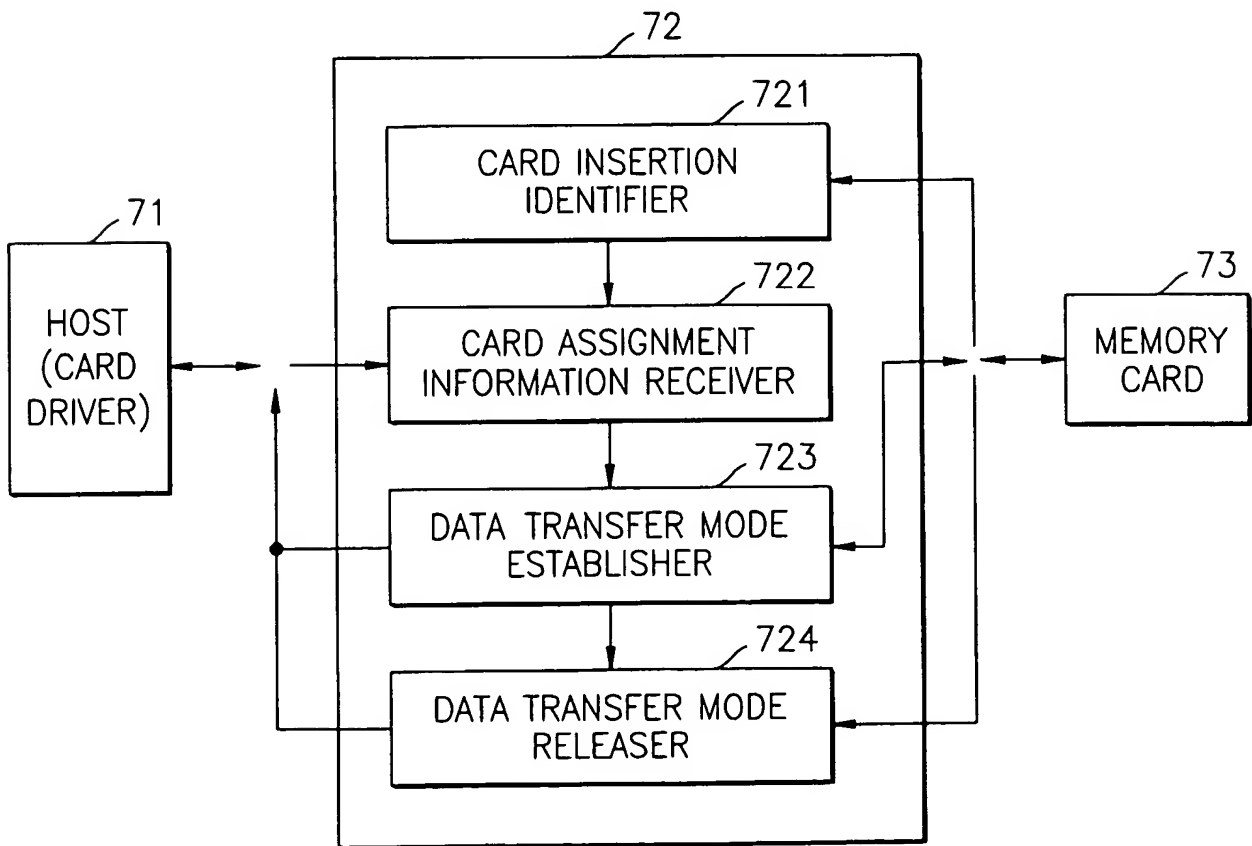 72
721
CARD INSERTION
IDENTIFIER
71
HOST
(CARD
DRIVER)
722
CARD ASSIGNMENT
INFORMATION RECEIVER
73
MEMORY
CARD
723
DATA TRANSFER MODE
ESTABLISHER
724
DATA TRANSFER MODE
RELEASER